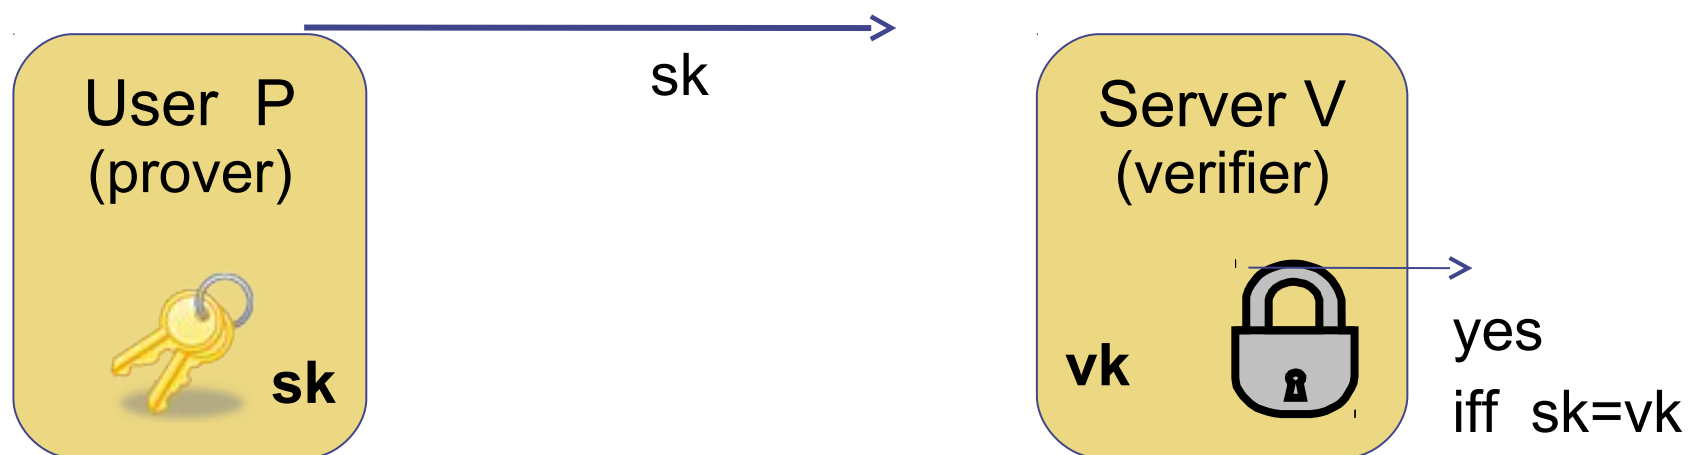 User P
(prover)
sk
sk
Server V
(verifier)
vk
yes
iff sk=vk